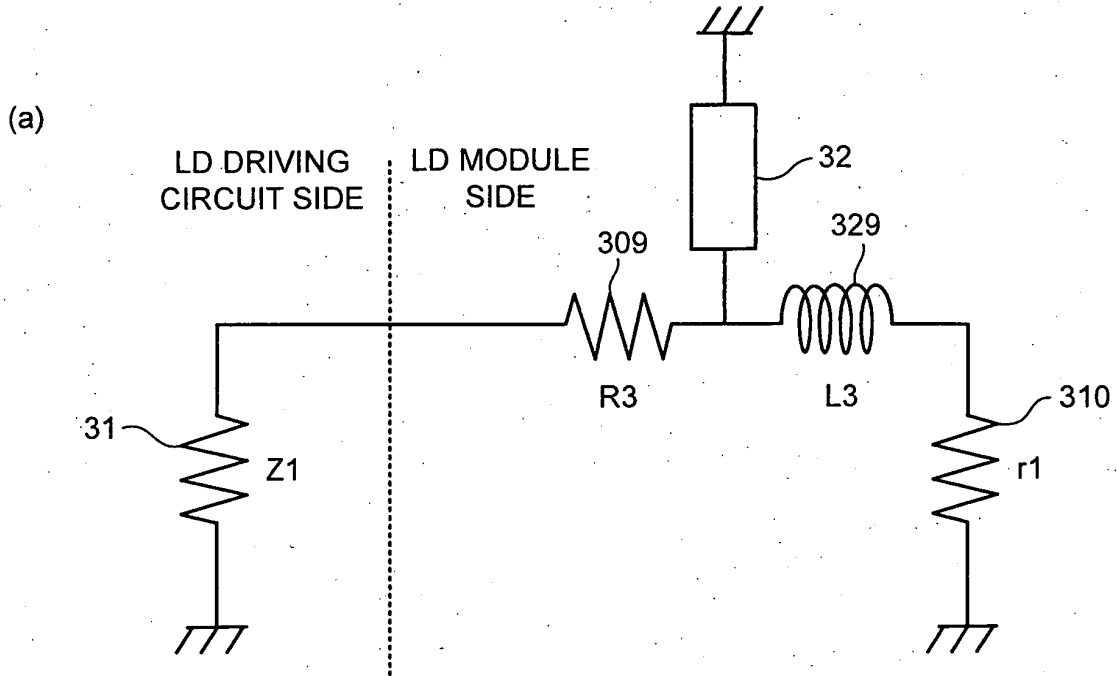 (a)
LD DRIVING
CIRCUIT SIDE
LD MODULE
SIDE
32
309
329
R3
L3
310
31
Z1
r1